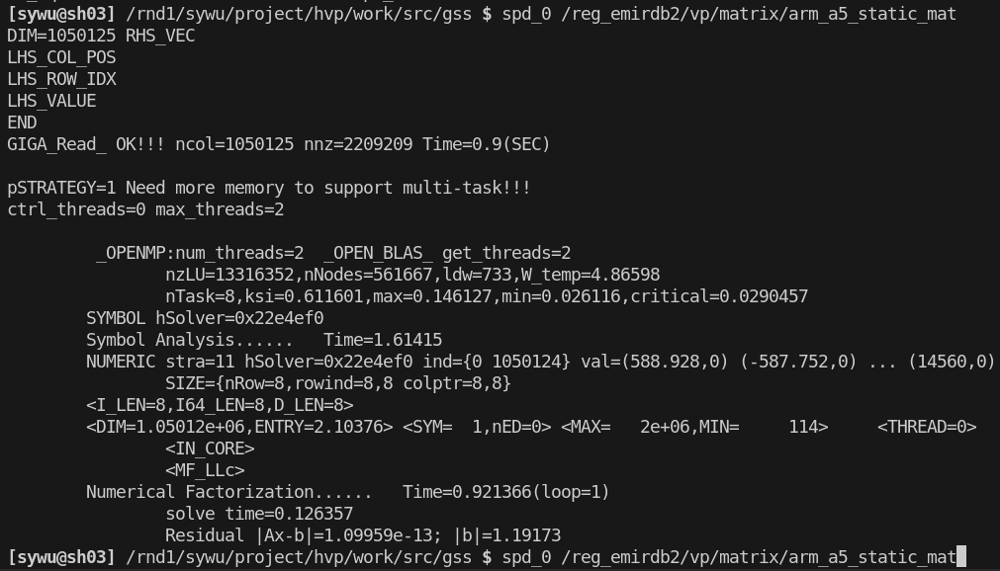 [sywu@sh03] /rnd1/sywu/project/hvp/work/src/gss $ spd_0 /reg_emirdb2/vp/matrix/arm_a5_static_mat
DIM=1050125 RHS_VEC
LHS_COL_POS
LHS_ROW_IDX
LHS_VALUE
END
GIGA_Read_ OK!!! ncol=1050125 nnz=2209209 Time=0.9(SEC)
pSTRATEGY=1 Need more memory to support multi-task!!!
ctrl_threads=0 max_threads=2
_OPENMP:num_threads=2  _OPEN_BLAS_ get_threads=2
nzLU=13316352,nNodes=561667,ldw=733,W_temp=4.86598
nTask=8,ksi=0.611601,max=0.146127,min=0.026116,critical=0.0290457
SYMBOL hSolver=0x22e4ef0
Symbol Analysis......   Time=1.61415
NUMERIC stra=11 hSolver=0x22e4ef0 ind={0 1050124} val=(588.928,0) (-587.752,0) ... (14560,0)
SIZE={nRow=8,rowind=8,8 colptr=8,8}
<I_LEN=8,I64_LEN=8,D_LEN=8>
<DIM=1.05012e+06,ENTRY=2.10376> <SYM=  1,nED=0> <MAX=   2e+06,MIN=     114>     <THREAD=0>
<IN_CORE>
<MF_LLc>
Numerical Factorization......   Time=0.921366(loop=1)
solve time=0.126357
Residual |Ax-b|=1.09959e-13; |b|=1.19173
[sywu@sh03] /rnd1/sywu/project/hvp/work/src/gss $ spd_0 /reg_emirdb2/vp/matrix/arm_a5_static_mat